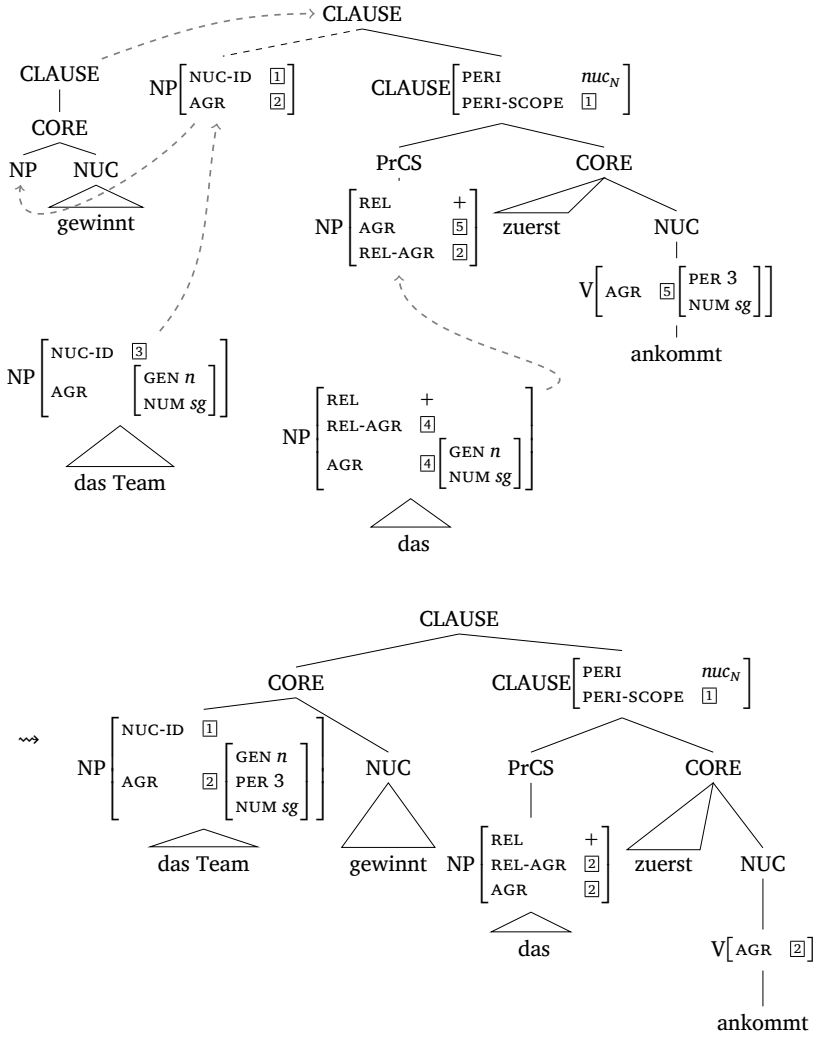 CLAUSE
CLAUSE
NP [NUC-ID 1
AGR 2]
CLAUSE [PERI nuc_N
PERI-SCOPE 1]
CORE
NP NUC
gewinnt
PrCS CORE
NP [REL +
AGR 5
REL-AGR 2]
zuerst
NUC
V [AGR 5 [PER 3
NUM sg]]
ankommt
NP [NUC-ID 3
AGR [GEN n
NUM sg]]
das Team
NP [REL +
REL-AGR 4
AGR 4 [GEN n
NUM sg]]
das
⇝
CLAUSE
CORE
CLAUSE [PERI nuc_N
PERI-SCOPE 1]
NP [NUC-ID 1
AGR 2 [GEN n
PER 3
NUM sg]]
NUC
PrCS
CORE
das Team
gewinnt
NP [REL +
REL-AGR 2
AGR 2]
das
zuerst
NUC
V [AGR 2]
ankommt